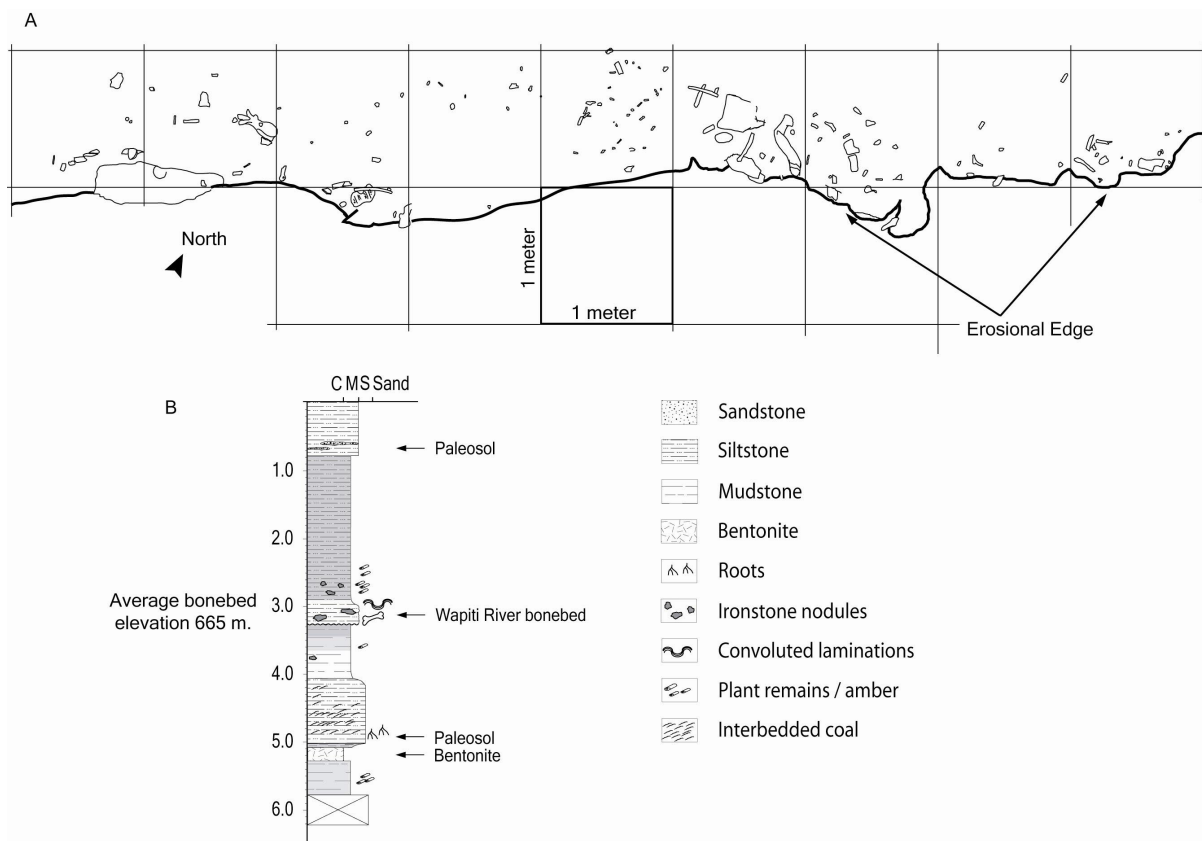 A
North
1 meter
1 meter
Erosional Edge
B
C M S Sand
Paleosol
1.0
2.0
3.0
Average bonebed
elevation 665 m.
Wapiti River bonebed
4.0
5.0
Paleosol
Bentonite
6.0
Sandstone
Siltstone
Mudstone
Bentonite
Roots
Ironstone nodules
Convoluted laminations
Plant remains / amber
Interbedded coal